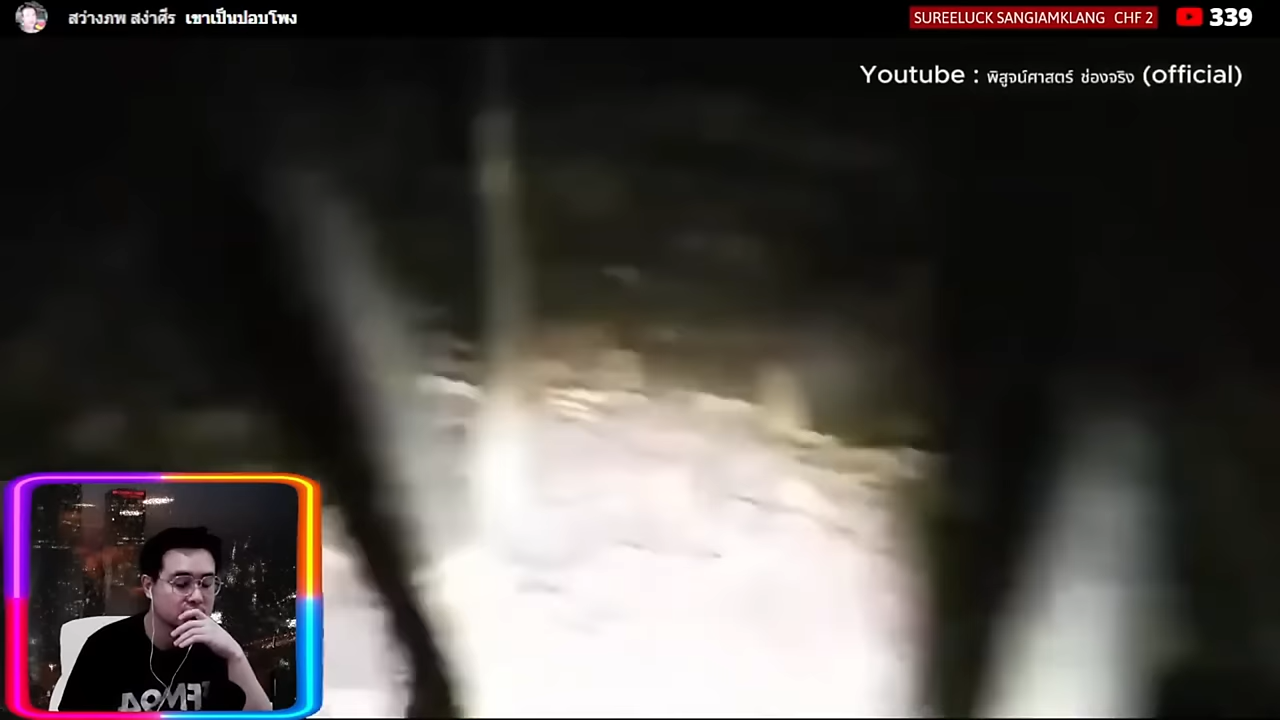 สว่างภพ สง่าศีร เขาเป็นปอบโพง
SUREELUCK SANGIAMKLANG CHF 2
339
Youtube : พิสูจน์ศาสตร์ ช่องจริง (official)